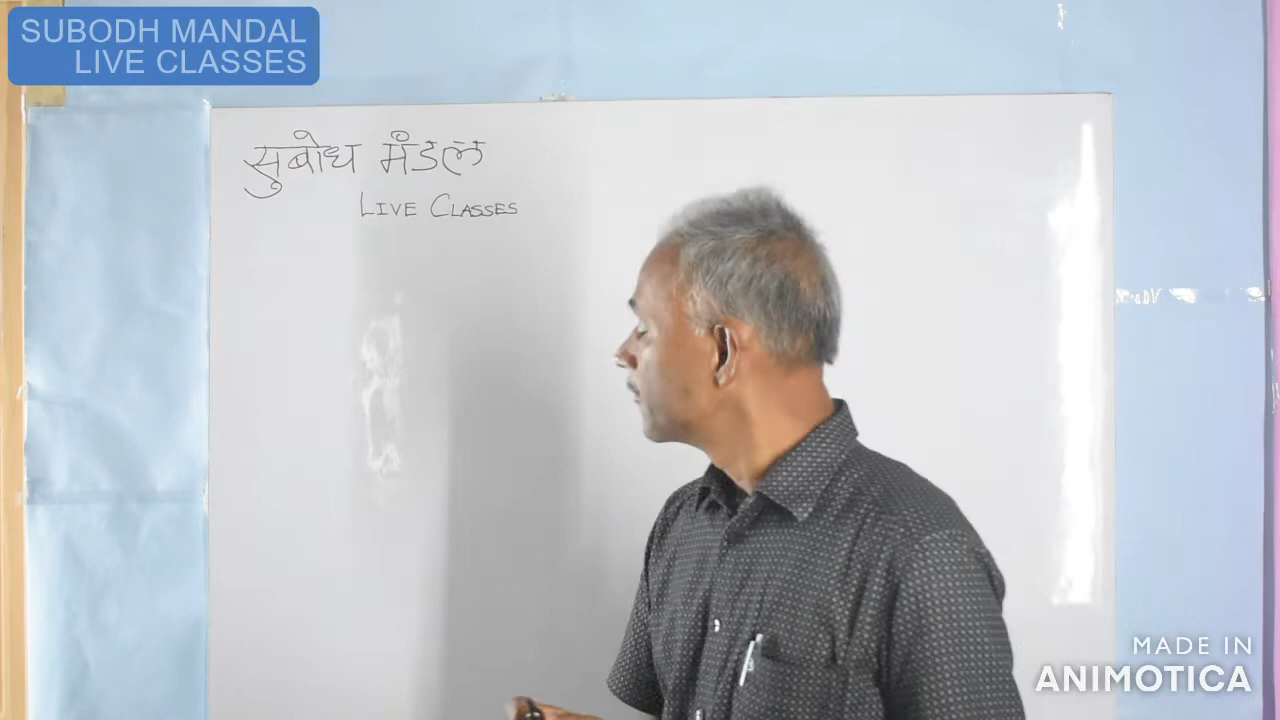 SUBODH MANDAL
LIVE CLASSES
सुबोध मंडल
LIVE CLASSES
MADE IN
ANIMOTICA